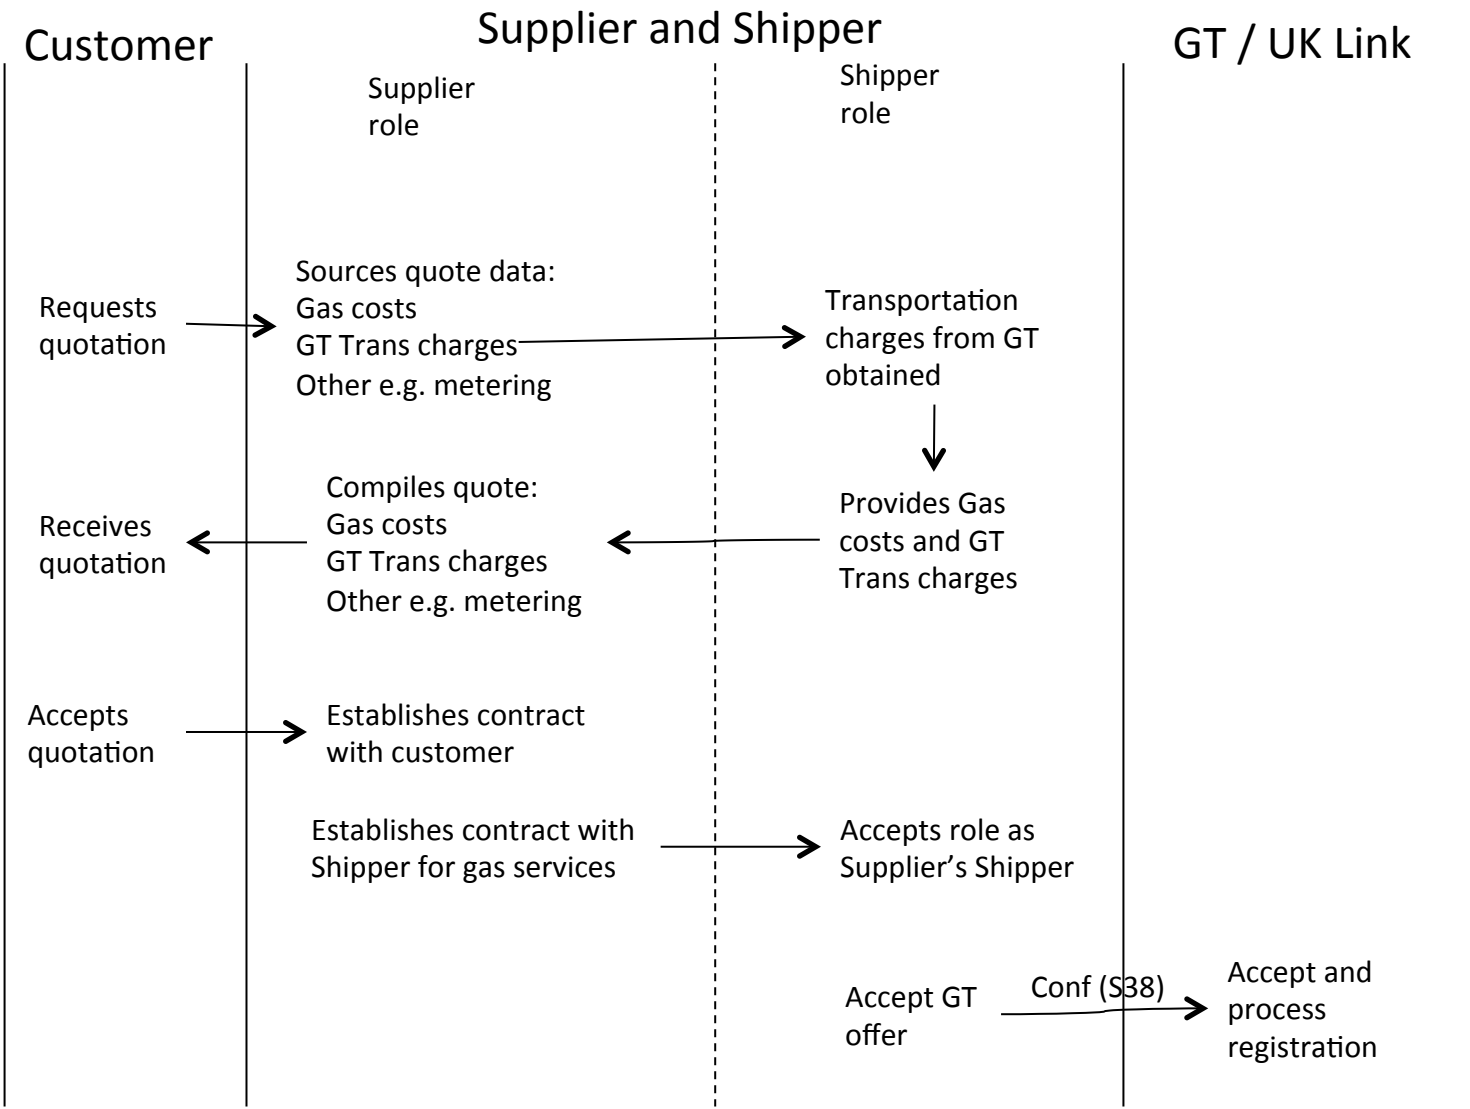 Customer
Supplier and Shipper
GT / UK Link
Supplier
role
Shipper
role
Requests
quotation
Sources quote data:
Gas costs
GT Trans charges
Other e.g. metering
Transportation
charges from GT
obtained
Receives
quotation
Compiles quote:
Gas costs
GT Trans charges
Other e.g. metering
Provides Gas
costs and GT
Trans charges
Accepts
quotation
Establishes contract
with customer
Establishes contract with
Shipper for gas services
Accepts role as
Supplier’s Shipper
Accept GT
offer
Conf (S38)
Accept and
process
registration